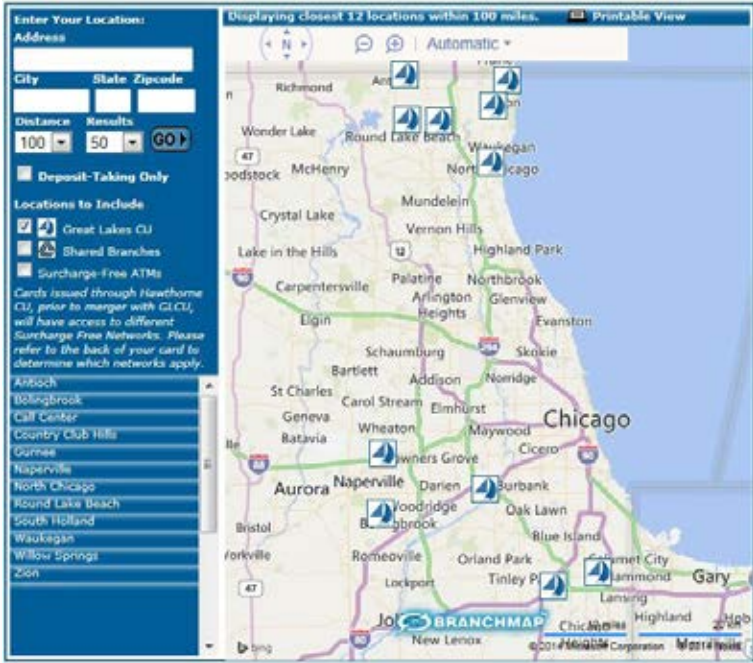 Enter Your Location:
Address
City State Zipcode
Distance Results
100 50 GO
Deposit-Taking Only
Locations to Include
Great Lakes CU
Shared Branches
Surcharge-Free ATMs
Cards issued through Hawthorne
CU, prior to merger with GLCU,
will have access to different
Surcharge Free Networks. Please
refer to the back of your card to
determine which networks apply.
Antioch
Bolingbrook
Call Center
Country Club Hills
Gurnee
Naperville
North Chicago
Round Lake Beach
South Holland
Waukegan
Willow Springs
Zion
Displaying closest 12 locations within 100 miles. Printable View
N Automatic
Richmond
Wonder Lake
Round Lake Beach
Waukegan
47
McHenry
Mundelein
Crystal Lake
Vernon Hills
Lake in the Hills
12
Highland Park
90
Palatine
Northbrook
Carpentersville
Arlington
Heights
Glenview
Elgin
Evanston
Schaumburg
294
Skokie
Bartlett
Addison
Norridge
St Charles
Carol Stream
Elmhurst
Geneva
Chicago
Wheaton
Maywood
Batavia
Cicero
90
88
Aurora
Naperville
Darien
Burbank
Oak Lawn
Bristol
Blue Island
Romeoville
Orland Park
47
Lockport
Gary
Lansing
BRANCHMAP
Highland
80
New Lenox
bing